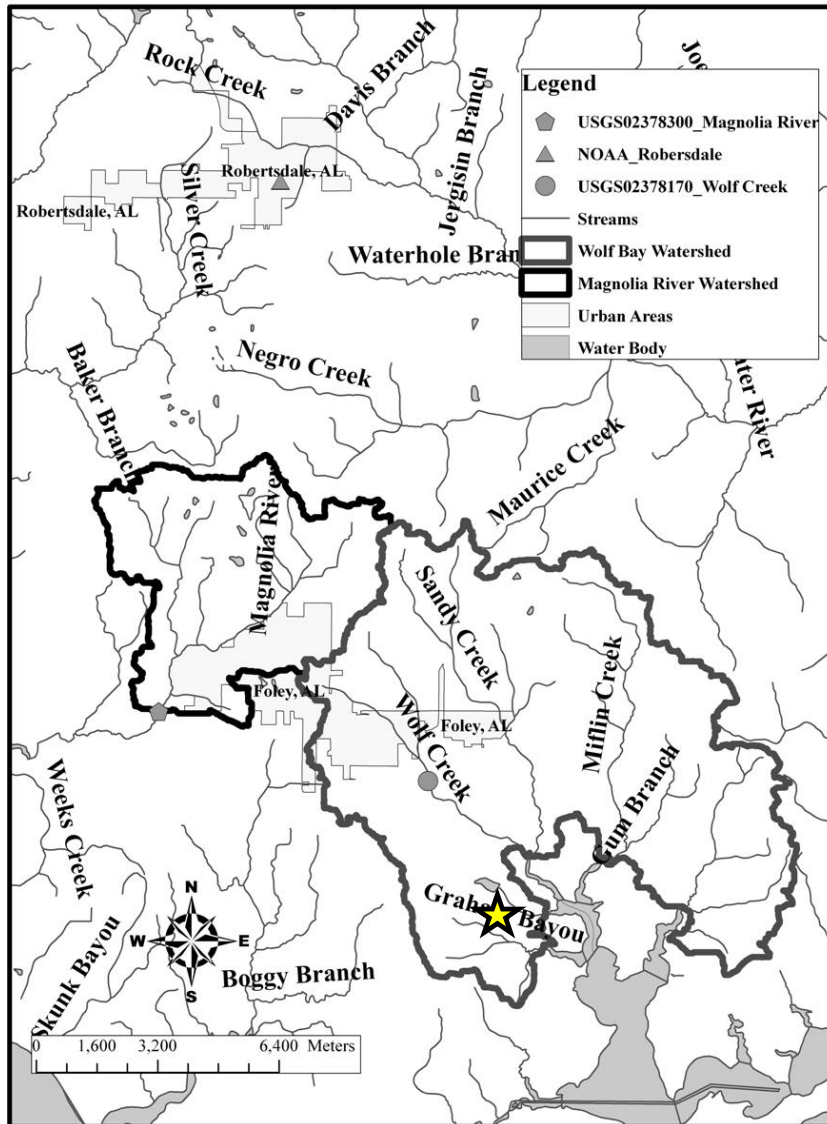 Rock Creek
Davis Branch
Jergisin Branch
Legend
USGS02378300_Magnolia River
NOAA_Robersdale
USGS02378170_Wolf Creek
Streams
Wolf Bay Watershed
Magnolia River Watershed
Urban Areas
Water Body
Robertsdale, AL
Robertsdale, AL
Silver Creek
Waterhole Bran
Negro Creek
Baker Branch
River
Maurice Creek
Magnolia River
Sandy Creek
Miflin Creek
Foley, AL
Foley, AL
Wolf Creek
Gum Branch
Weeks Creek
Bayou
Skunk Bayou
N
W E
S
Boggy Branch
0 1,600 3,200 6,400 Meters